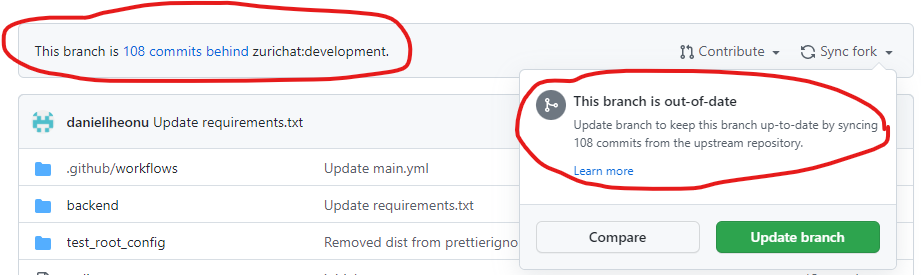 This branch is 108 commits behind zurichat:development.
Contribute
Sync fork
This branch is out-of-date
Update branch to keep this branch up-to-date by syncing
108 commits from the upstream repository.
Learn more
Compare
Update branch
danieliheonu Update requirements.txt
.github/workflows
Update main.yml
backend
Update requirements.txt
test_root_config
Removed dist from prettierigno